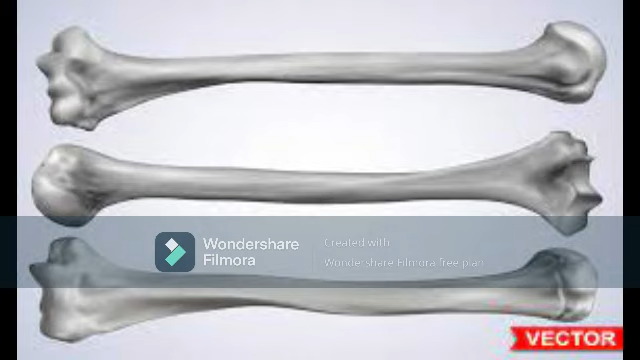 Wondershare
Filmora
Created with
Wondershare Filmora free plan
VECTOR